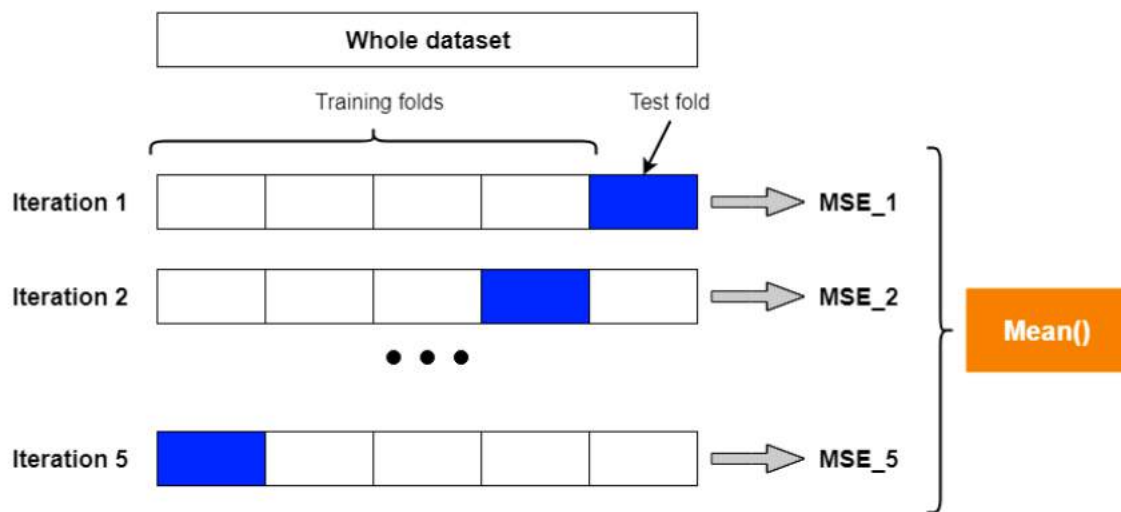 Whole dataset
Training folds
Test fold
Iteration 1
MSE_1
Iteration 2
MSE_2
Mean()
Iteration 5
MSE_5